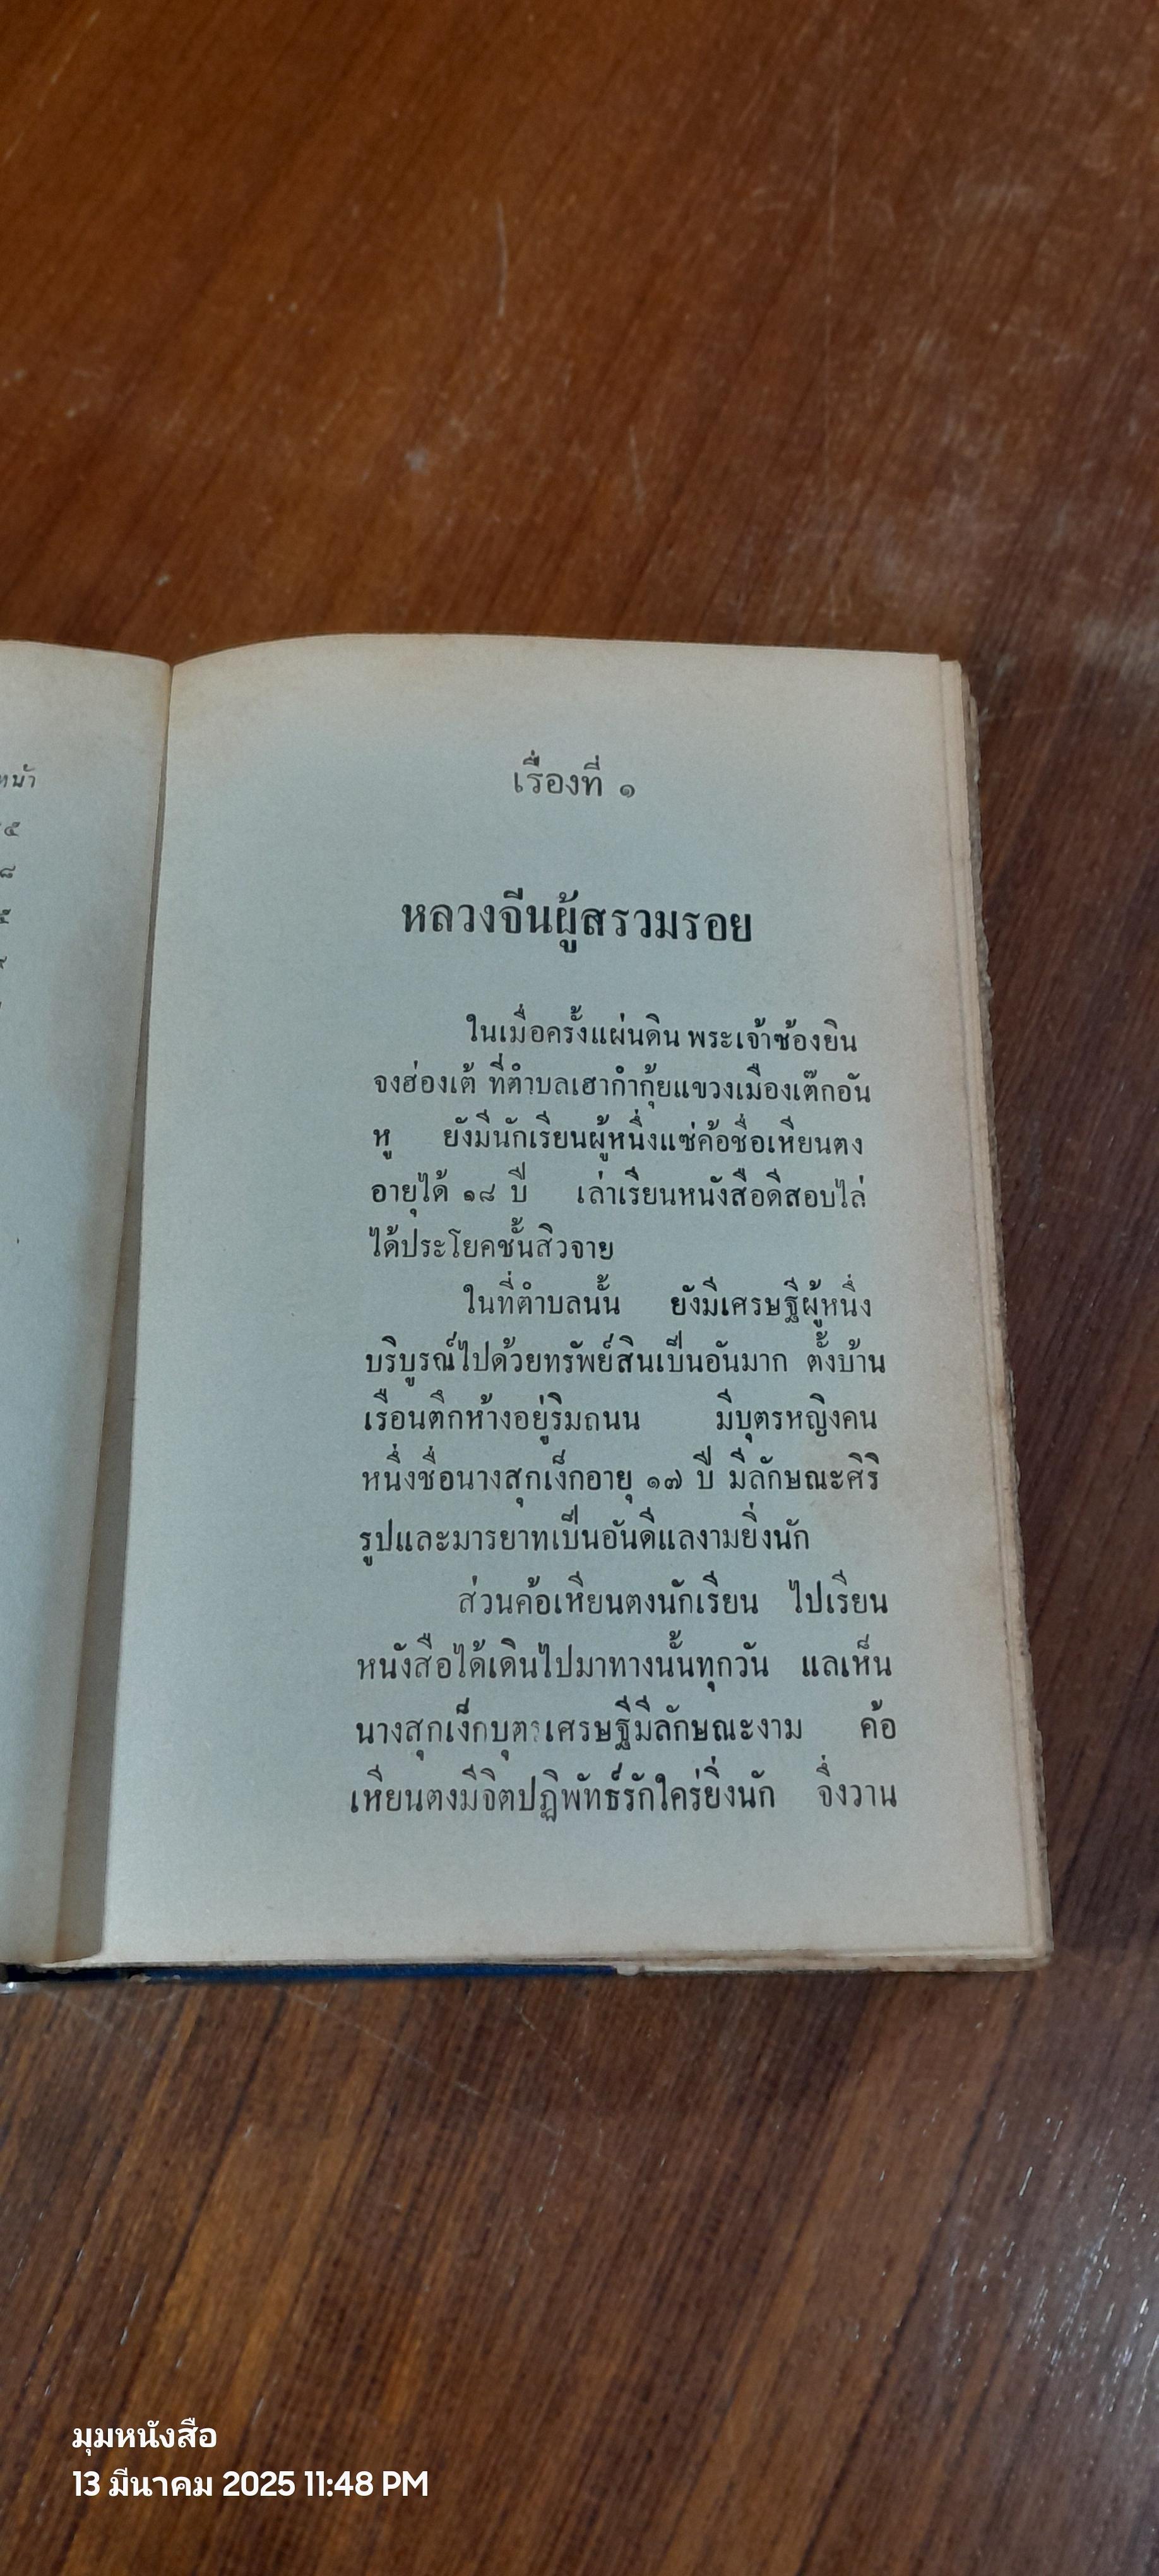 หน้า
๕
๘
๕
เรื่องที่ ๑
หลวงจีนผู้สรวมรอย
ในเมื่อครั้งแผ่นดิน พระเจ้าซ้องยิน
จงฮ่องเต้ ที่ตำบลเฮากำกุ้ยแขวงเมืองเต๊กอัน
หู ยังมีนักเรียนผู้หนึ่งแซ่ค้อชื่อเหียนตง
อายุได้ ๑๘ ปี เล่าเรียนหนังสือดีสอบไล่
ได้ประโยคชั้นสิวจาย
ในที่ตำบลนั้น ยังมีเศรษฐีผู้หนึ่ง
บริบูรณ์ไปด้วยทรัพย์สินเป็นอันมาก ตั้งบ้าน
เรือนตึกห้างอยู่ริมถนน มีบุตรหญิงคน
หนึ่งชื่อนางสุกเง็กอายุ ๑๗ ปี มีลักษณะศิริ
รูปและมารยาทเป็นอันดีแลงามยิ่งนัก
ส่วนค้อเหียนตงนักเรียน ไปเรียน
หนังสือได้เดินไปมาทางนั้นทุกวัน แลเห็น
นางสุกเง็กบุตรเศรษฐีมีลักษณะงาม ค้อ
เหียนตงมีจิตปฏิพัทธ์รักใคร่ยิ่งนัก จึ่งวาน
มุมหนังสือ
13 มีนาคม 2025 11:48 PM